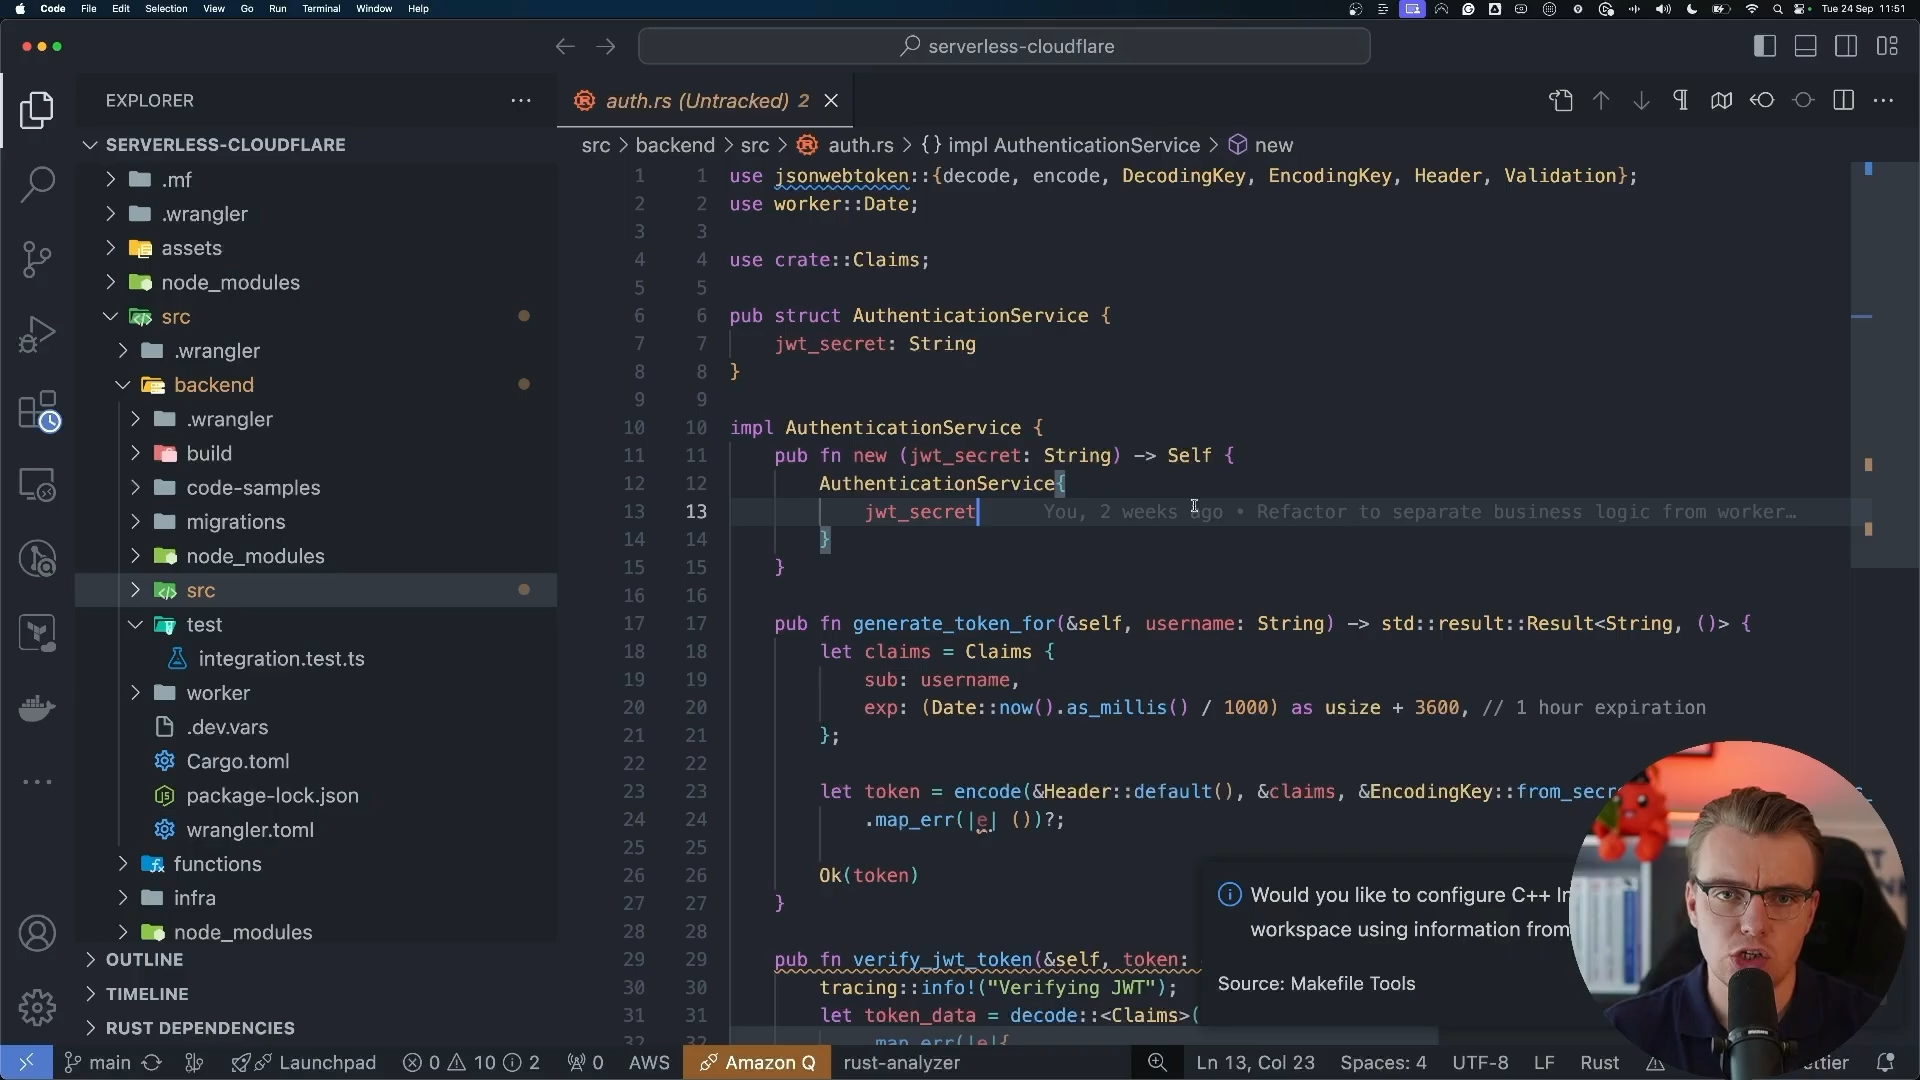 Code File Edit Selection View Go Run Terminal Window Help Tue 24 Sep 11:51
serverless-cloudflare
EXPLORER
SERVERLESS-CLOUDFLARE
.mf
.wrangler
assets
node_modules
src
.wrangler
backend
.wrangler
build
code-samples
migrations
node_modules
src
test
integration.test.ts
worker
.dev.vars
Cargo.toml
package-lock.json
wrangler.toml
functions
infra
node_modules
OUTLINE
TIMELINE
RUST DEPENDENCIES
auth.rs (Untracked) 2
src > backend > src > auth.rs > {} impl AuthenticationService > new
1 1 use jsonwebtoken::{decode, encode, DecodingKey, EncodingKey, Header, Validation};
2 2 use worker::Date;
3 3
4 4 use crate::Claims;
5 5
6 6 pub struct AuthenticationService {
7 7 jwt_secret: String
8 8 }
9 9
10 10 impl AuthenticationService {
11 11 pub fn new (jwt_secret: String) -> Self {
12 12 AuthenticationService{
13 13 jwt_secret You, 2 weeks ago • Refactor to separate business logic from worker…
14 14 }
15 15 }
16 16
17 17 pub fn generate_token_for(&self, username: String) -> std::result::Result<String, ()> {
18 18 let claims = Claims {
19 19 sub: username,
20 20 exp: (Date::now().as_millis() / 1000) as usize + 3600, // 1 hour expiration
21 21 };
22 22
23 23 let token = encode(&Header::default(), &claims, &EncodingKey::from_secr
24 24 .map_err(|e| ())?;
25 25
26 26 Ok(token)
27 27 }
28 28
29 29 pub fn verify_jwt_token(&self, token:
30 30 tracing::info!("Verifying JWT");
31 31 let token_data = decode::<Claims>(
32 32 .map_err(|e|{
Would you like to configure C++ In
workspace using information from
Source: Makefile Tools
main Launchpad 0 10 2 0 AWS Amazon Q rust-analyzer Ln 13, Col 23 Spaces: 4 UTF-8 LF Rust ettier